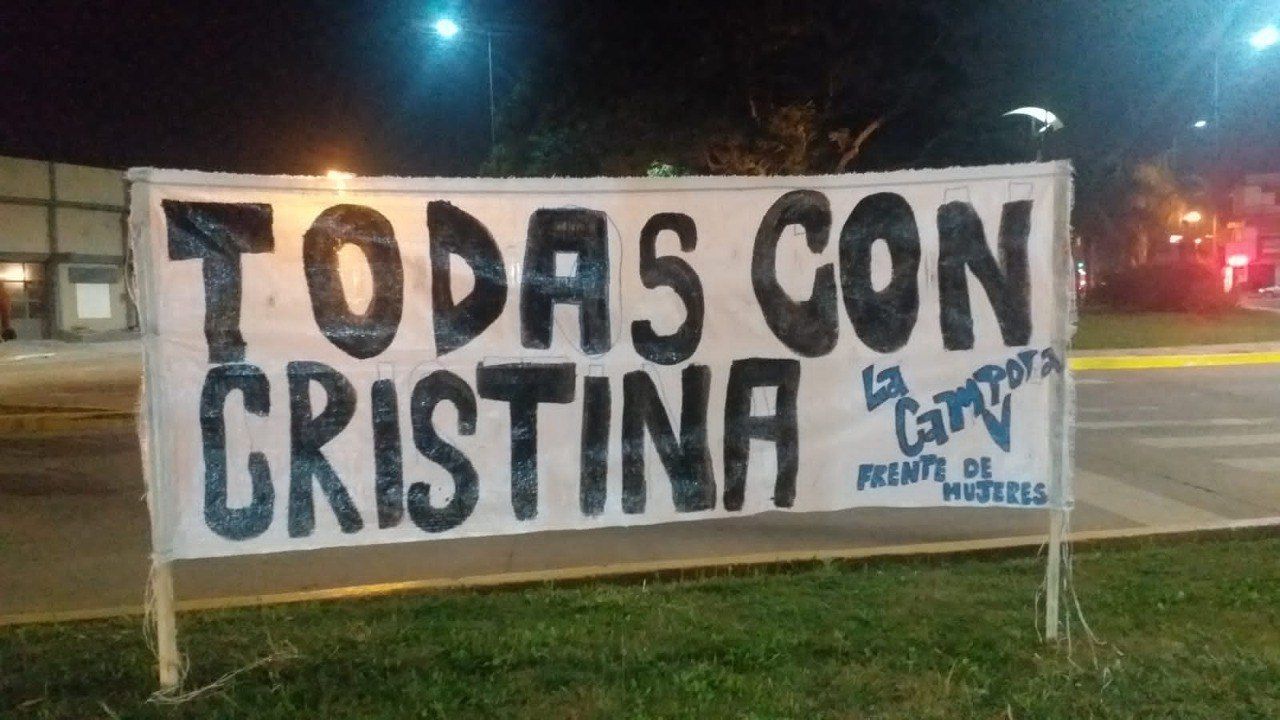 TODAS CON
CRISTINA
La Campora
FRENTE DE
MUJERES